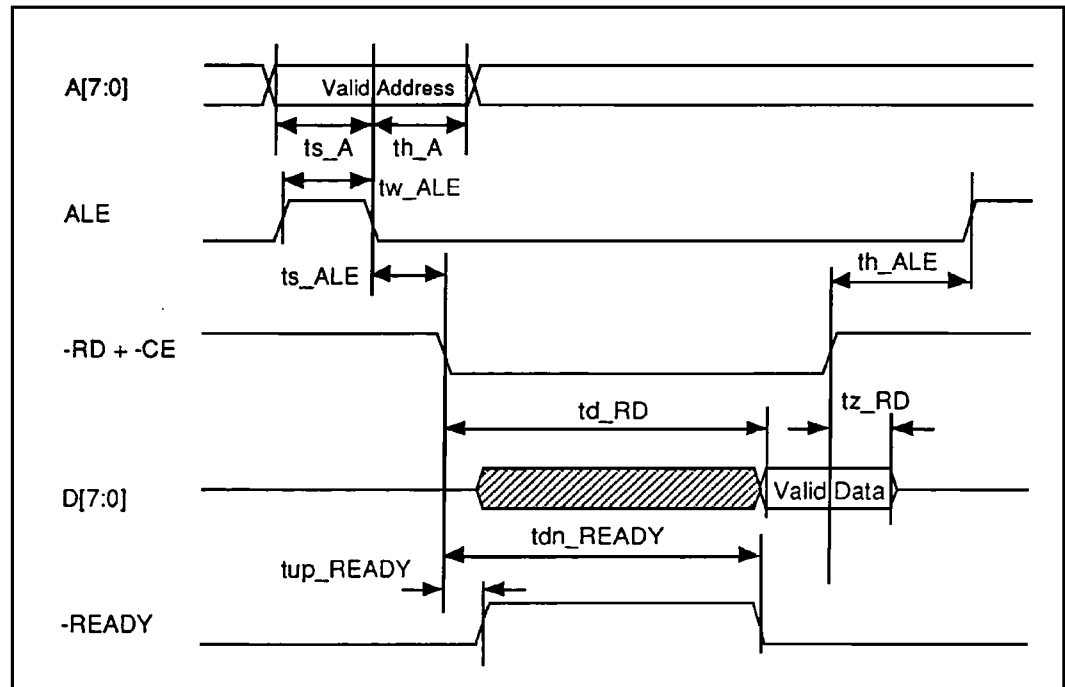 A[7:0]
Valid Address
ts_A
th_A
tw_ALE
ALE
ts_ALE
th_ALE
-RD + -CE
td_RD
tz_RD
D[7:0]
Valid Data
tdn_READY
tup_READY
-READY